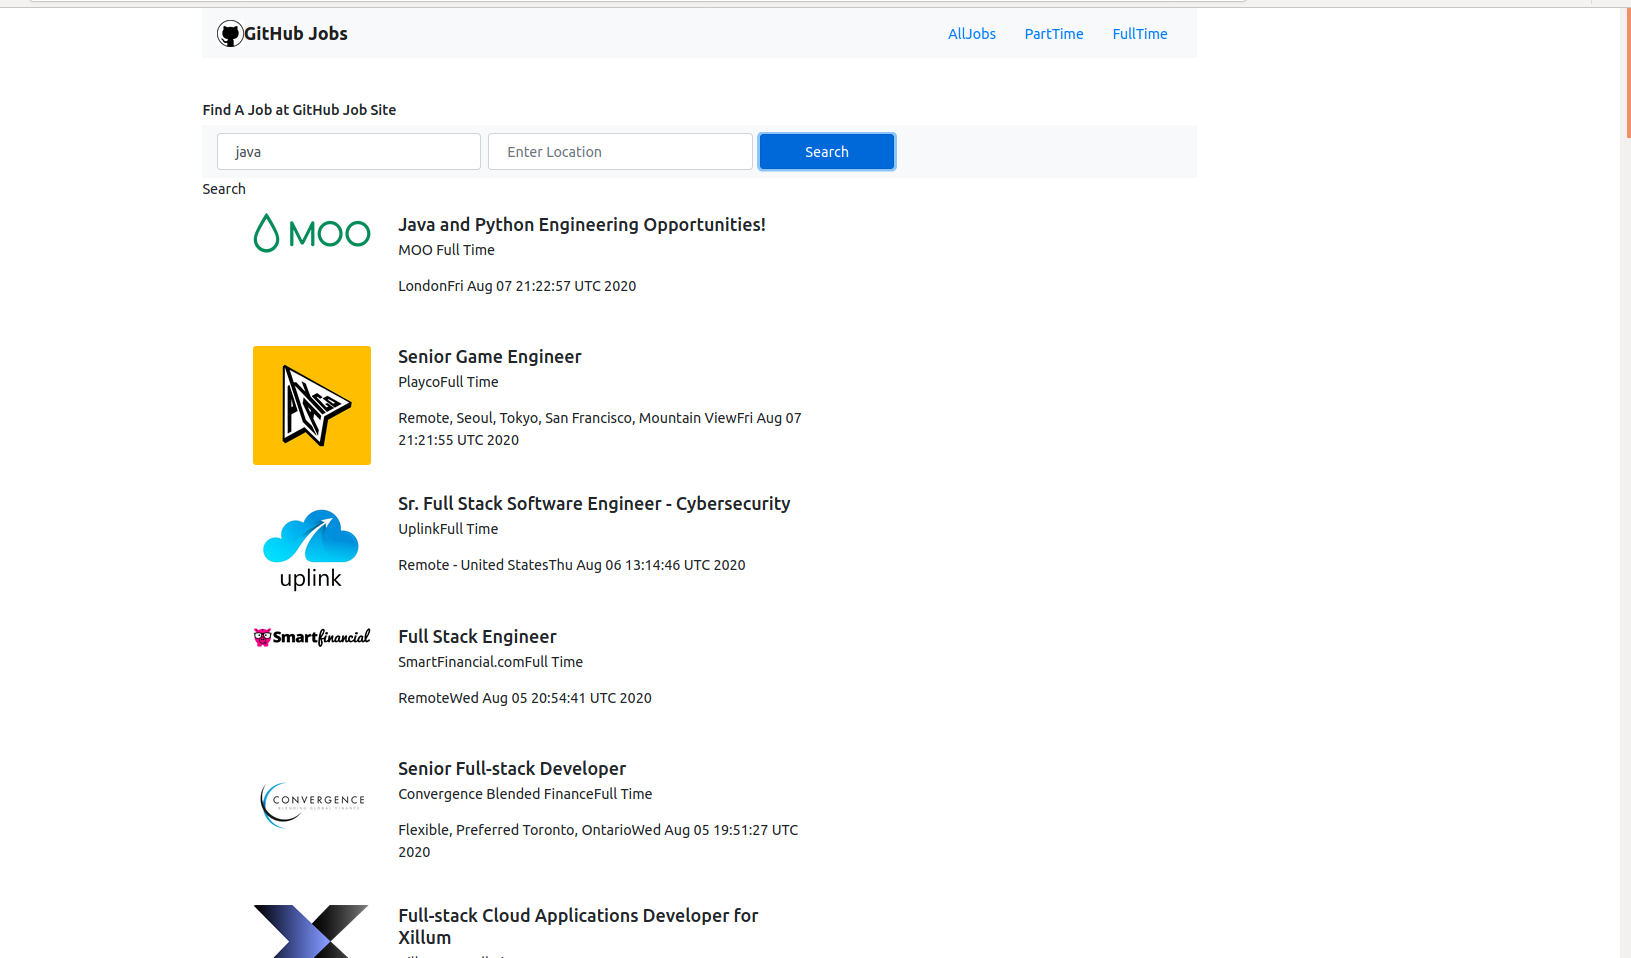 GitHub Jobs
AllJobs PartTime FullTime
Find A Job at GitHub Job Site
java
Enter Location
Search
Search
MOO
Java and Python Engineering Opportunities!
MOO Full Time
LondonFri Aug 07 21:22:57 UTC 2020
Senior Game Engineer
PlaycoFull Time
Remote, Seoul, Tokyo, San Francisco, Mountain ViewFri Aug 07
21:21:55 UTC 2020
uplink
Sr. Full Stack Software Engineer - Cybersecurity
UplinkFull Time
Remote - United StatesThu Aug 06 13:14:46 UTC 2020
Smartfinancial
Full Stack Engineer
SmartFinancial.comFull Time
RemoteWed Aug 05 20:54:41 UTC 2020
CONVERGENCE
BLENDING GLOBAL FINANCE
Senior Full-stack Developer
Convergence Blended FinanceFull Time
Flexible, Preferred Toronto, OntarioWed Aug 05 19:51:27 UTC
2020
Full-stack Cloud Applications Developer for
Xillum